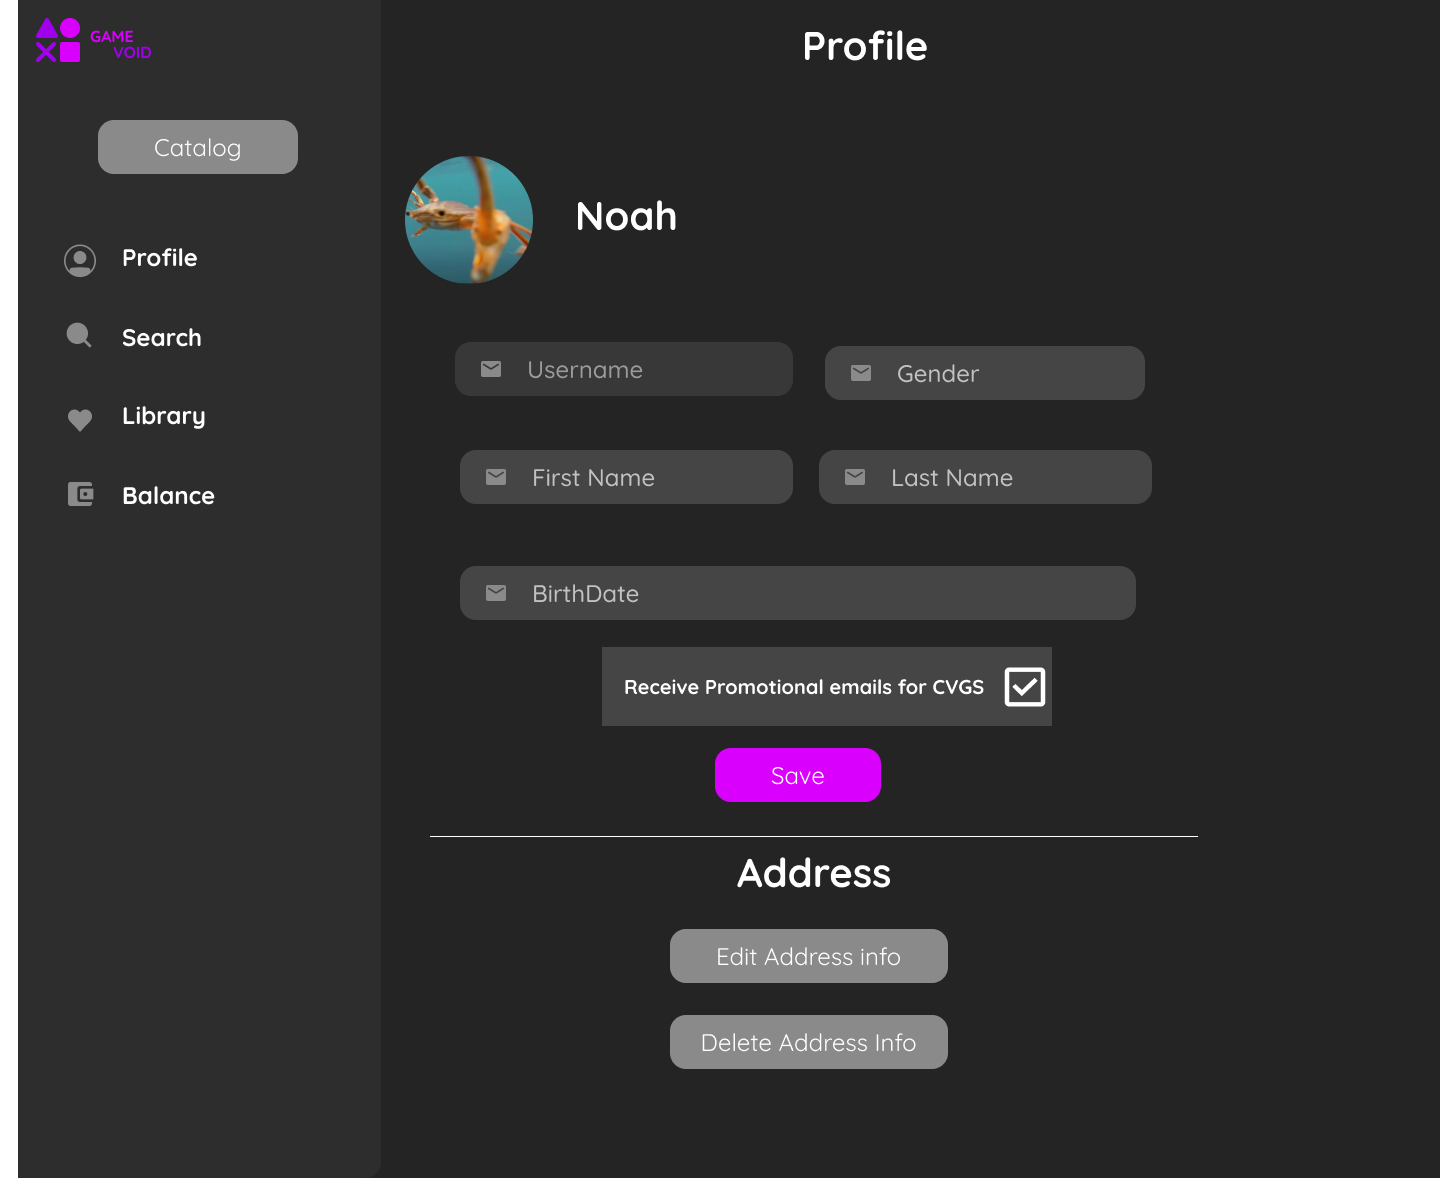 GAME
VOID
Catalog
Profile
Search
Library
Balance
Profile
Noah
Username
Gender
First Name
Last Name
BirthDate
Receive Promotional emails for CVGS
Save
Address
Edit Address info
Delete Address Info